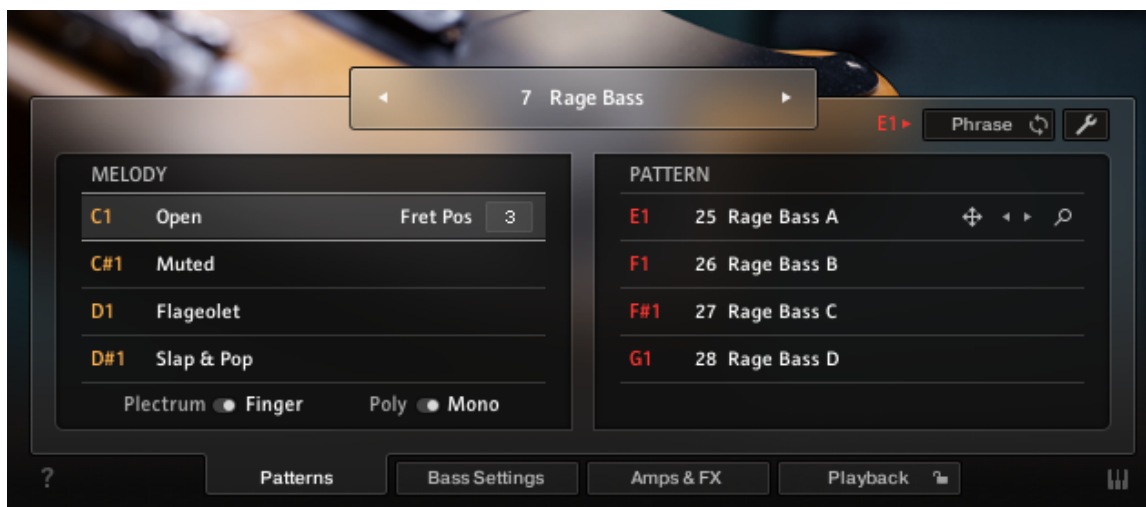 7 Rage Bass
E1 Phrase
MELODY
C1 Open Fret Pos 3
C#1 Muted
D1 Flageolet
D#1 Slap & Pop
Plectrum Finger Poly Mono
PATTERN
E1 25 Rage Bass A
F1 26 Rage Bass B
F#1 27 Rage Bass C
G1 28 Rage Bass D
? Patterns Bass Settings Amps & FX Playback